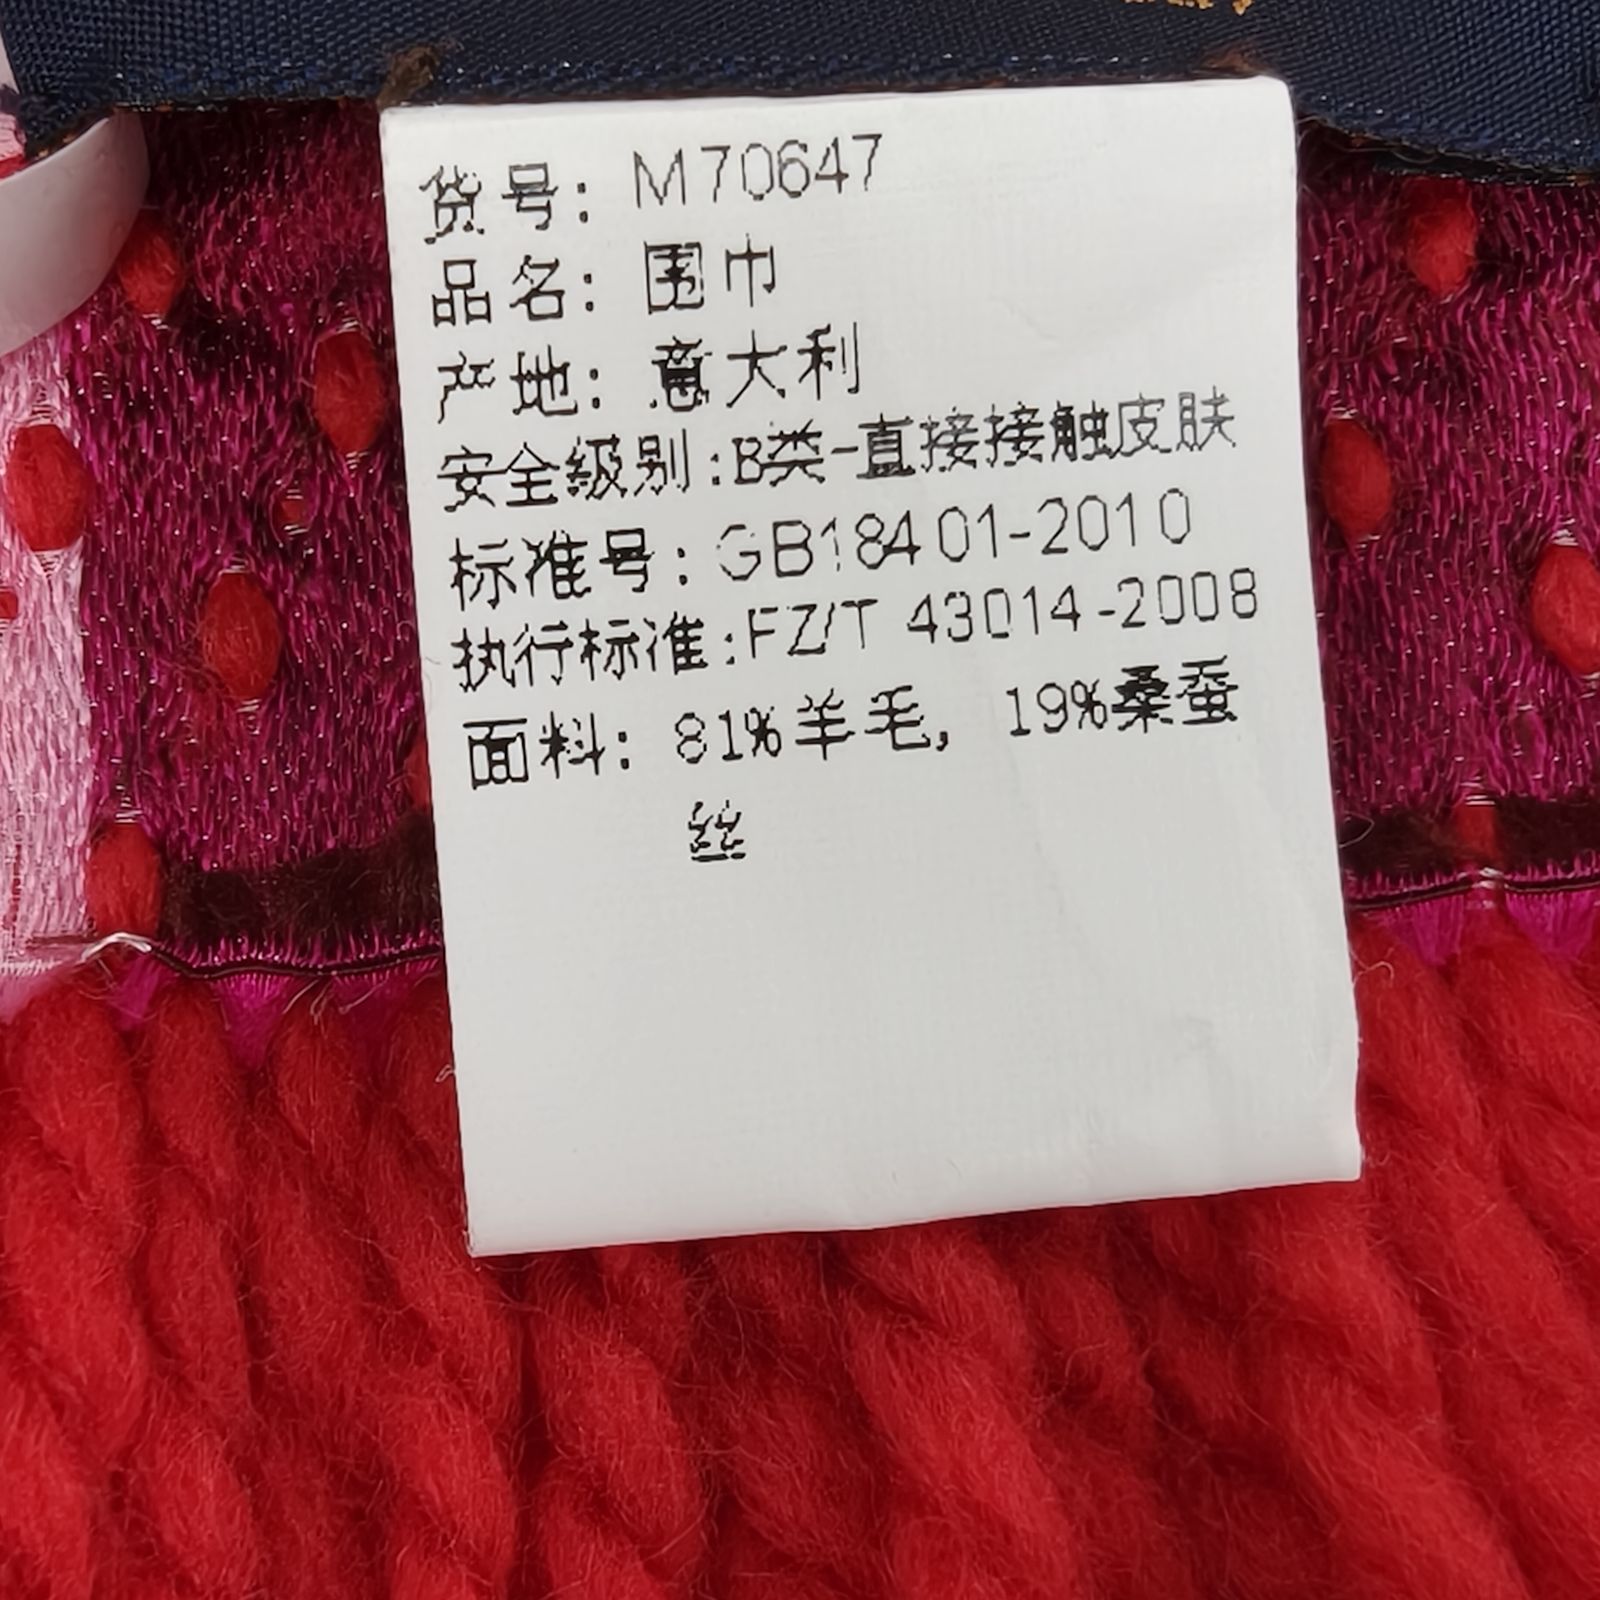 货号: M70647
品名: 围巾
产地: 意大利
安全级别:B类-直接接触皮肤
标准号: GB18401-2010
执行标准:FZ/T 43014-2008
面料: 81%羊毛, 19%桑蚕
丝